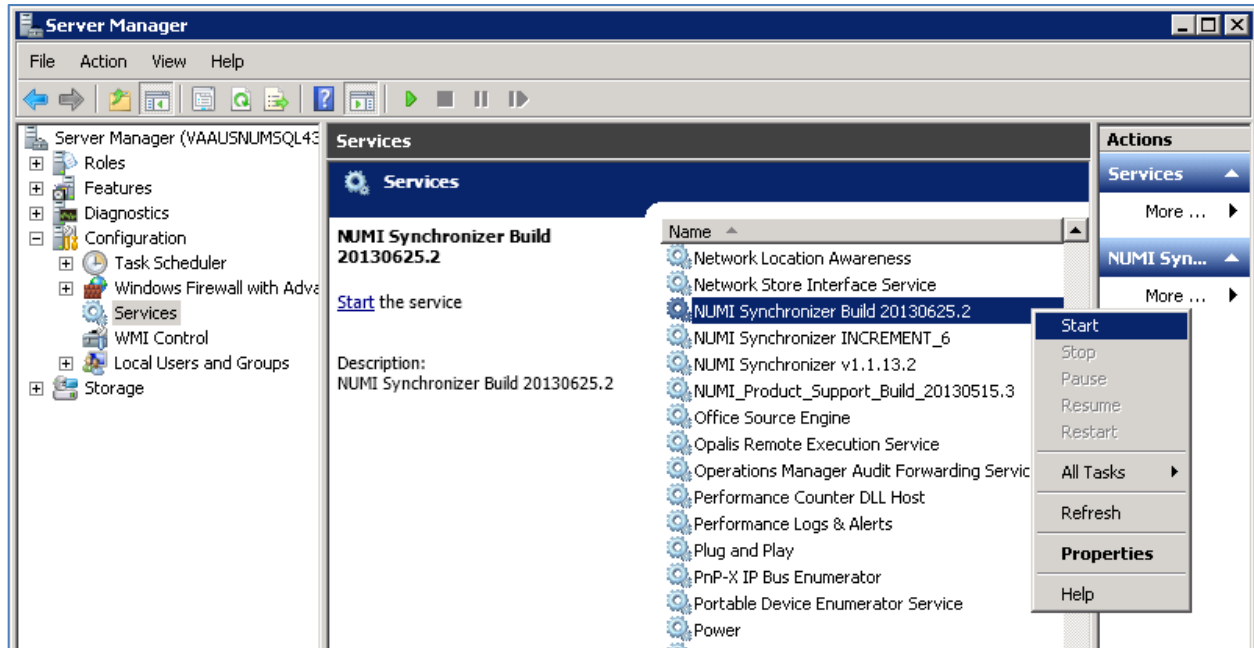 Server Manager
File Action View Help
Server Manager (VAAUSNUMSQL43
Roles
Features
Diagnostics
Configuration
Task Scheduler
Windows Firewall with Adva
Services
WMI Control
Local Users and Groups
Storage
Services
Services
NUMI Synchronizer Build
20130625.2
Start the service
Description:
NUMI Synchronizer Build 20130625.2
Name
Network Location Awareness
Network Store Interface Service
NUMI Synchronizer Build 20130625.2
NUMI Synchronizer INCREMENT_6
NUMI Synchronizer v1.1.13.2
NUMI_Product_Support_Build_20130515.3
Office Source Engine
Opalis Remote Execution Service
Operations Manager Audit Forwarding Servic
Performance Counter DLL Host
Performance Logs & Alerts
Plug and Play
PnP-X IP Bus Enumerator
Portable Device Enumerator Service
Power
Start
Stop
Pause
Resume
Restart
All Tasks
Refresh
Properties
Help
Actions
Services
More ...
NUMI Syn...
More ...